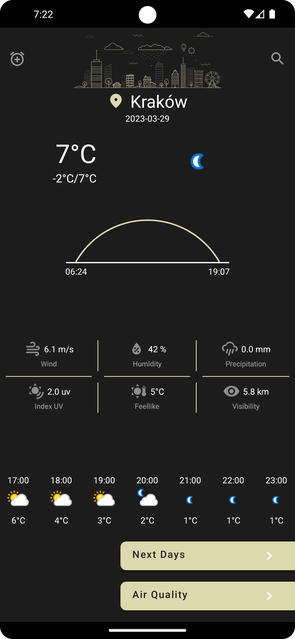 7:22
Kraków
2023-03-29
7°C
-2°C/7°C
06:24 19:07
6.1 m/s 42 % 0.0 mm
Wind Humidity Precipitation
2.0 uv 5°C 5.8 km
Index UV Feellike Visibility
17:00 18:00 19:00 20:00 21:00 22:00 23:00
6°C 4°C 3°C 2°C 1°C 1°C 1°C
Next Days
Air Quality